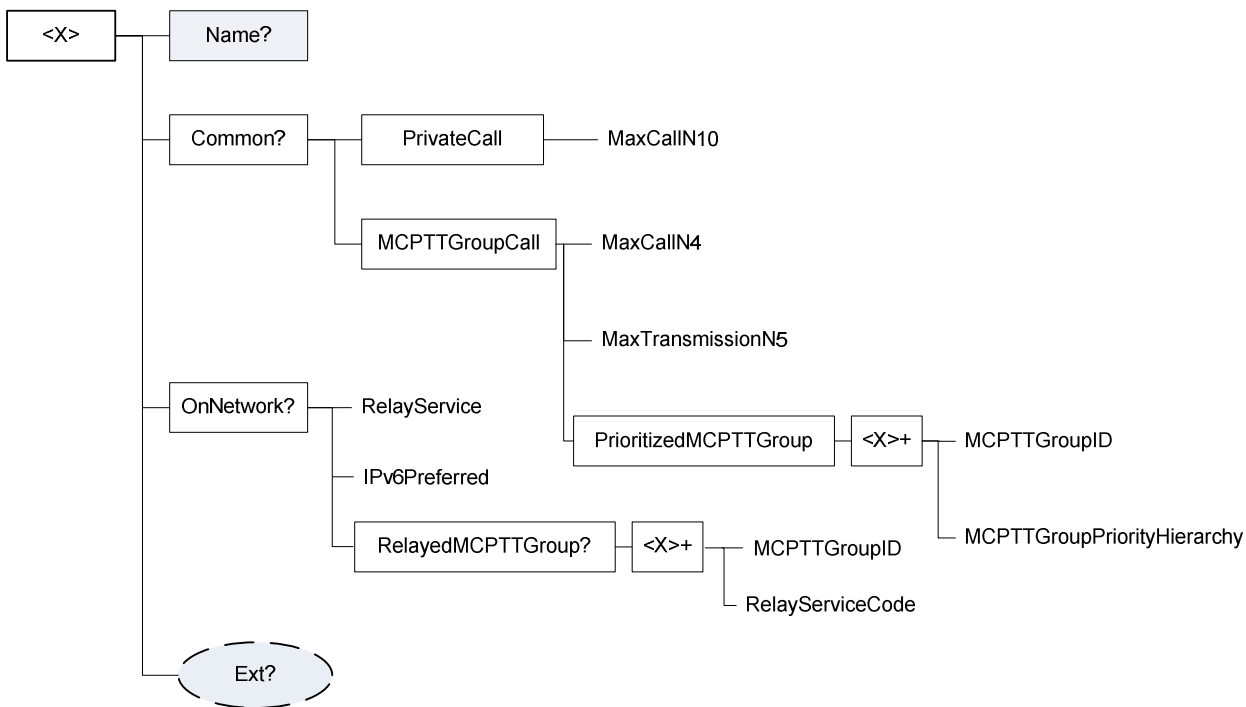 <X>
Name?
Common?
PrivateCall
MaxCallN10
MCPTTGroupCall
MaxCallN4
MaxTransmissionN5
OnNetwork?
RelayService
PrioritizedMCPTTGroup
<X>+
MCPTTGroupID
IPv6Preferred
MCPTTGroupPriorityHierarchy
RelayedMCPTTGroup?
<X>+
MCPTTGroupID
RelayServiceCode
Ext?